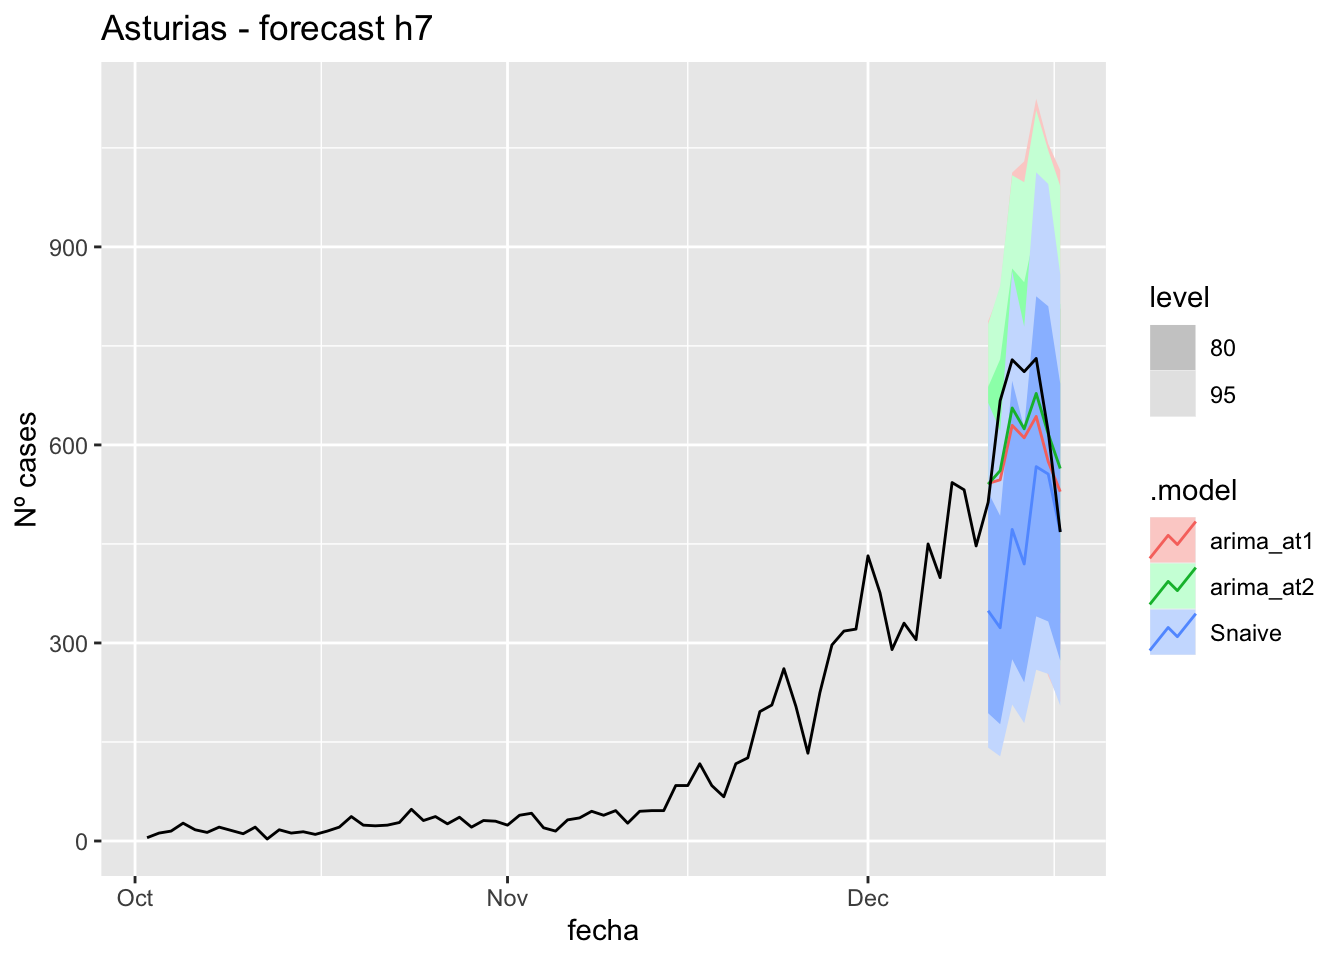 Asturias - forecast h7
Nº cases
900
600
300
0
Oct
Nov
Dec
fecha
level
80
95
.model
arima_at1
arima_at2
Snaive